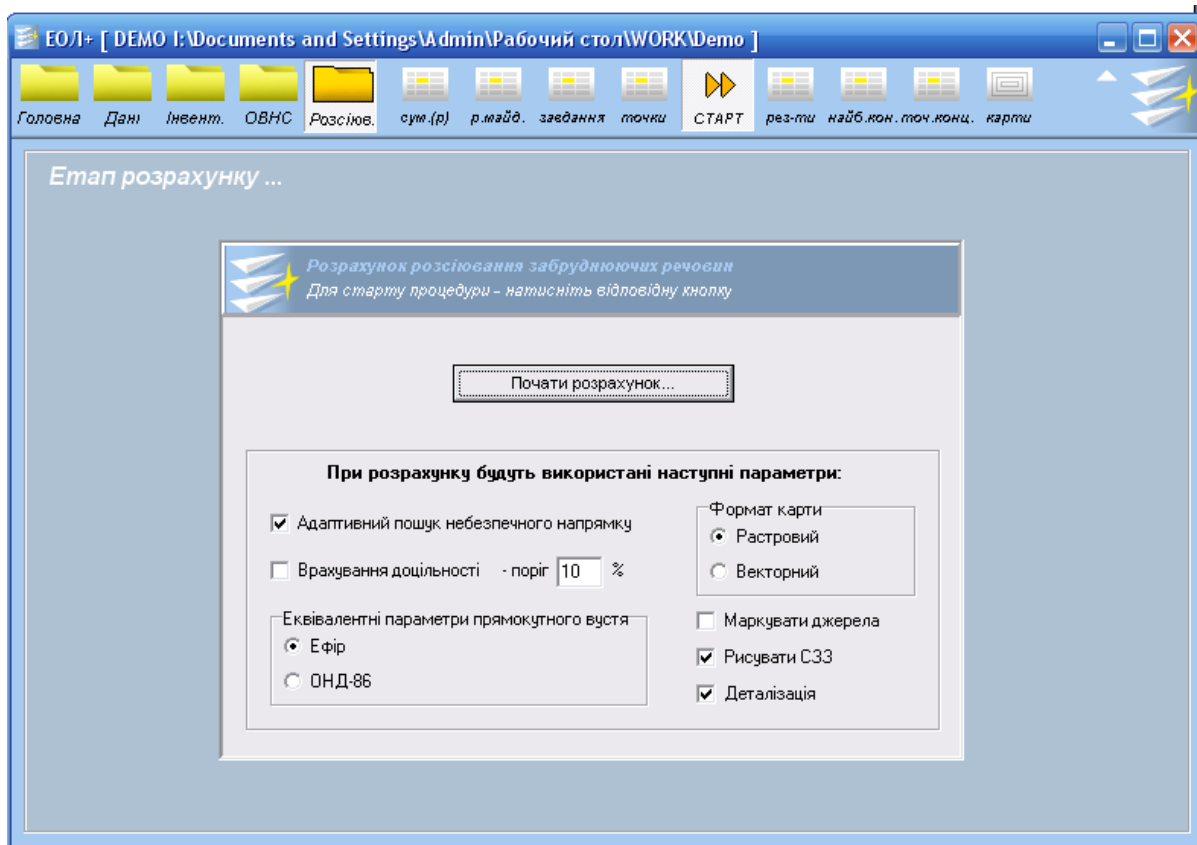 ЕОЛ+ [ DEMO I:\Documents and Settings\Admin\Рабочий стол\WORK\Demo ]
Головна Дані Інвент. ОВНС Розсіюв. сум.(р) р.майд. завдання точки СТАРТ рез-ти найб.кон. точ.конц. карти
Етап розрахунку ...
Розрахунок розсіювання забруднюючих речовин
Для старту процедури - натисніть відповідну кнопку
Почати розрахунок...
При розрахунку будуть використані наступні параметри:
Адаптивний пошук небезпечного напрямку
Врахування доцільності - поріг 10 %
Еквівалентні параметри прямокутного вустя
Ефір
ОНД-86
Формат карти
Растровий
Векторний
Маркувати джерела
Рисувати СЗЗ
Деталізація